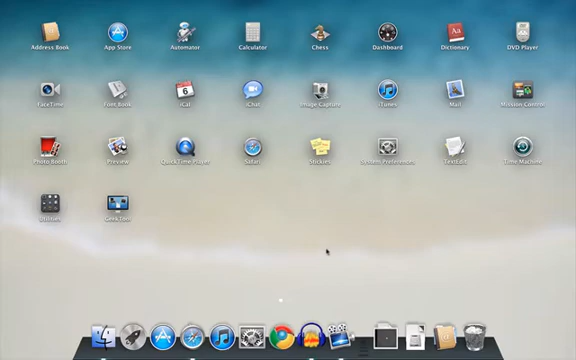 Address Book App Store Automator Calculator Chess Dashboard Dictionary DVD Player
FaceTime Font Book iCal iChat Image Capture iTunes Mail Mission Control
Photo Booth Preview QuickTime Player Safari Stickies System Preferences TextEdit Time Machine
Utilities GeekTool